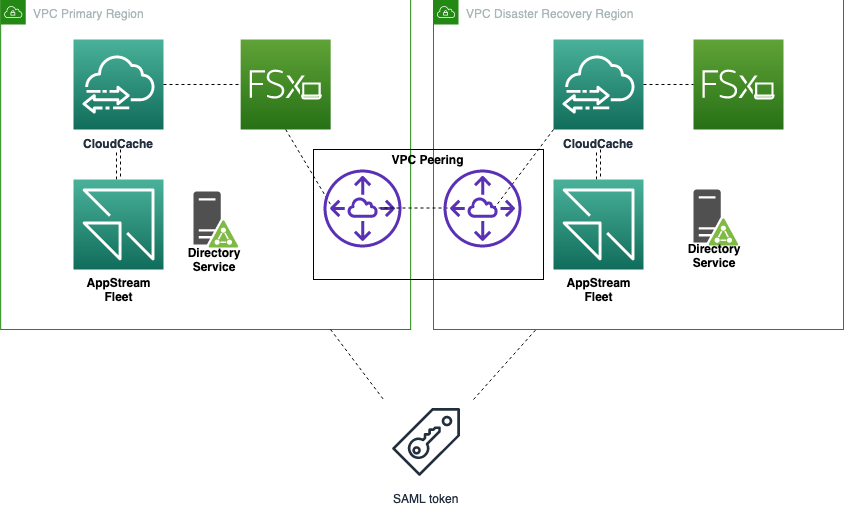 VPC Primary Region
VPC Disaster Recovery Region
FSx
FSx
CloudCache
CloudCache
VPC Peering
Directory
Service
Directory
Service
AppStream
Fleet
AppStream
Fleet
SAML token